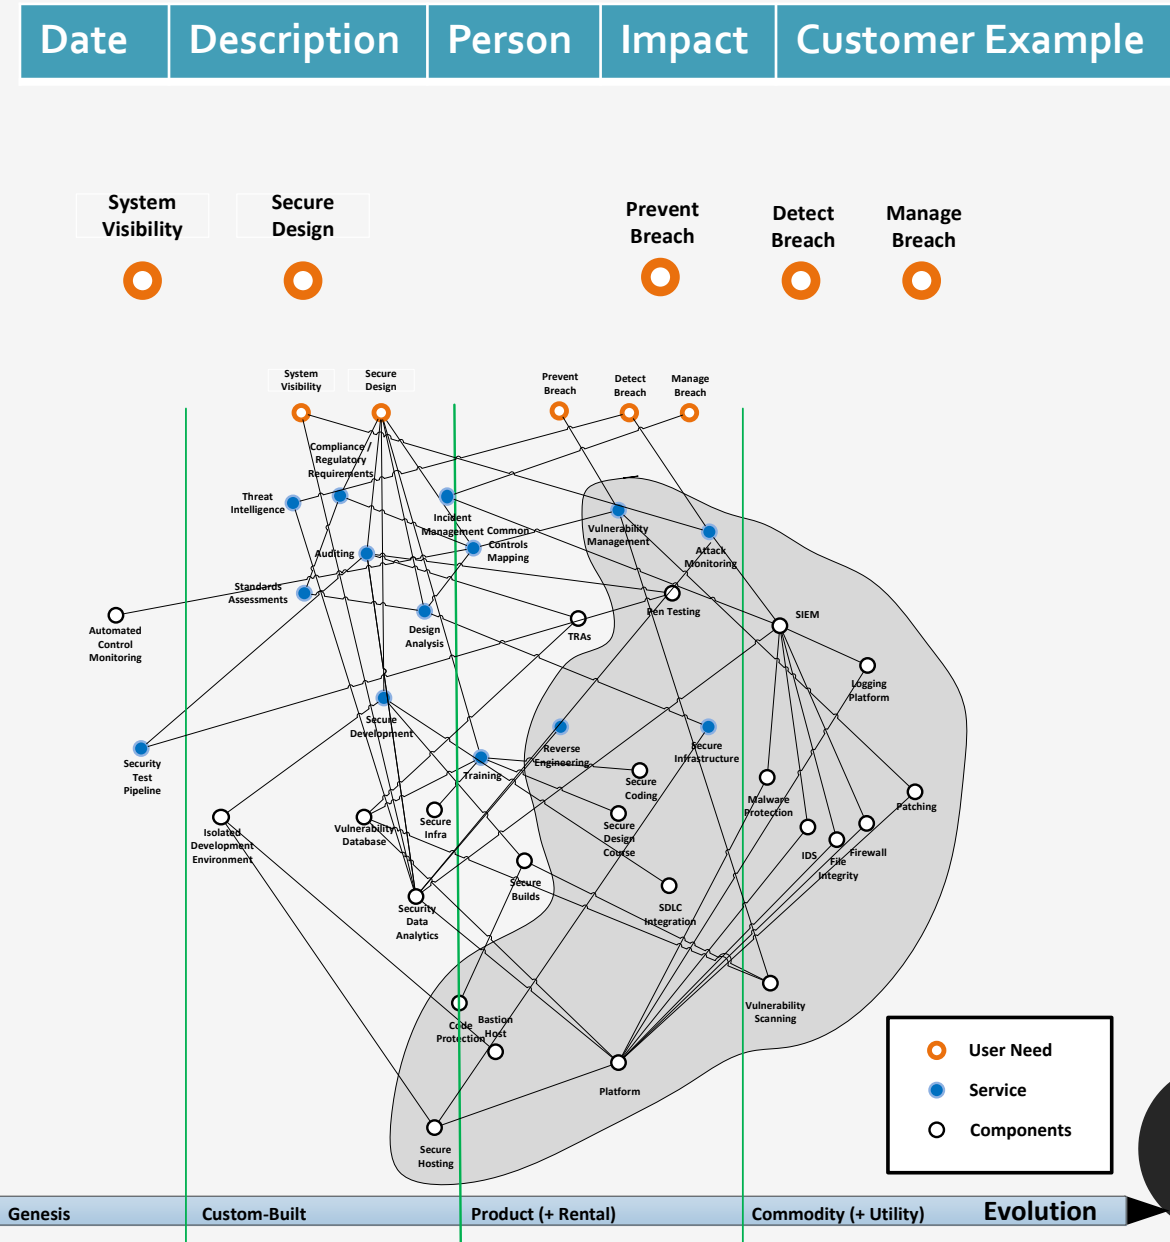 Date Description Person Impact Customer Example
System
Visibility
Secure
Design
Prevent
Breach
Detect
Breach
Manage
Breach
System
Visibility
Secure
Design
Prevent
Breach
Detect
Breach
Manage
Breach
Compliance /
Regulatory
Requirements
Threat
Intelligence
Incident
Management
Common
Controls
Mapping
Vulnerability
Management
Attack
Monitoring
Auditing
Standards
Assessments
Automated
Control
Monitoring
Design
Analysis
TRAs
Pen Testing
SIEM
Logging
Platform
Secure
Development
Security
Test
Pipeline
Training
Reverse
Engineering
Secure
Infrastructure
Secure
Coding
Malware
Protection
Patching
Isolated
Development
Environment
Vulnerability
Database
Secure
Infra
Secure
Design
Course
IDS
File
Integrity
Firewall
Secure
Builds
Security
Data
Analytics
SDLC
Integration
Vulnerability
Scanning
Code
Protection
Bastion
Host
Platform
Secure
Hosting
User Need
Service
Components
Genesis
Custom-Built
Product (+ Rental)
Commodity (+ Utility)
Evolution